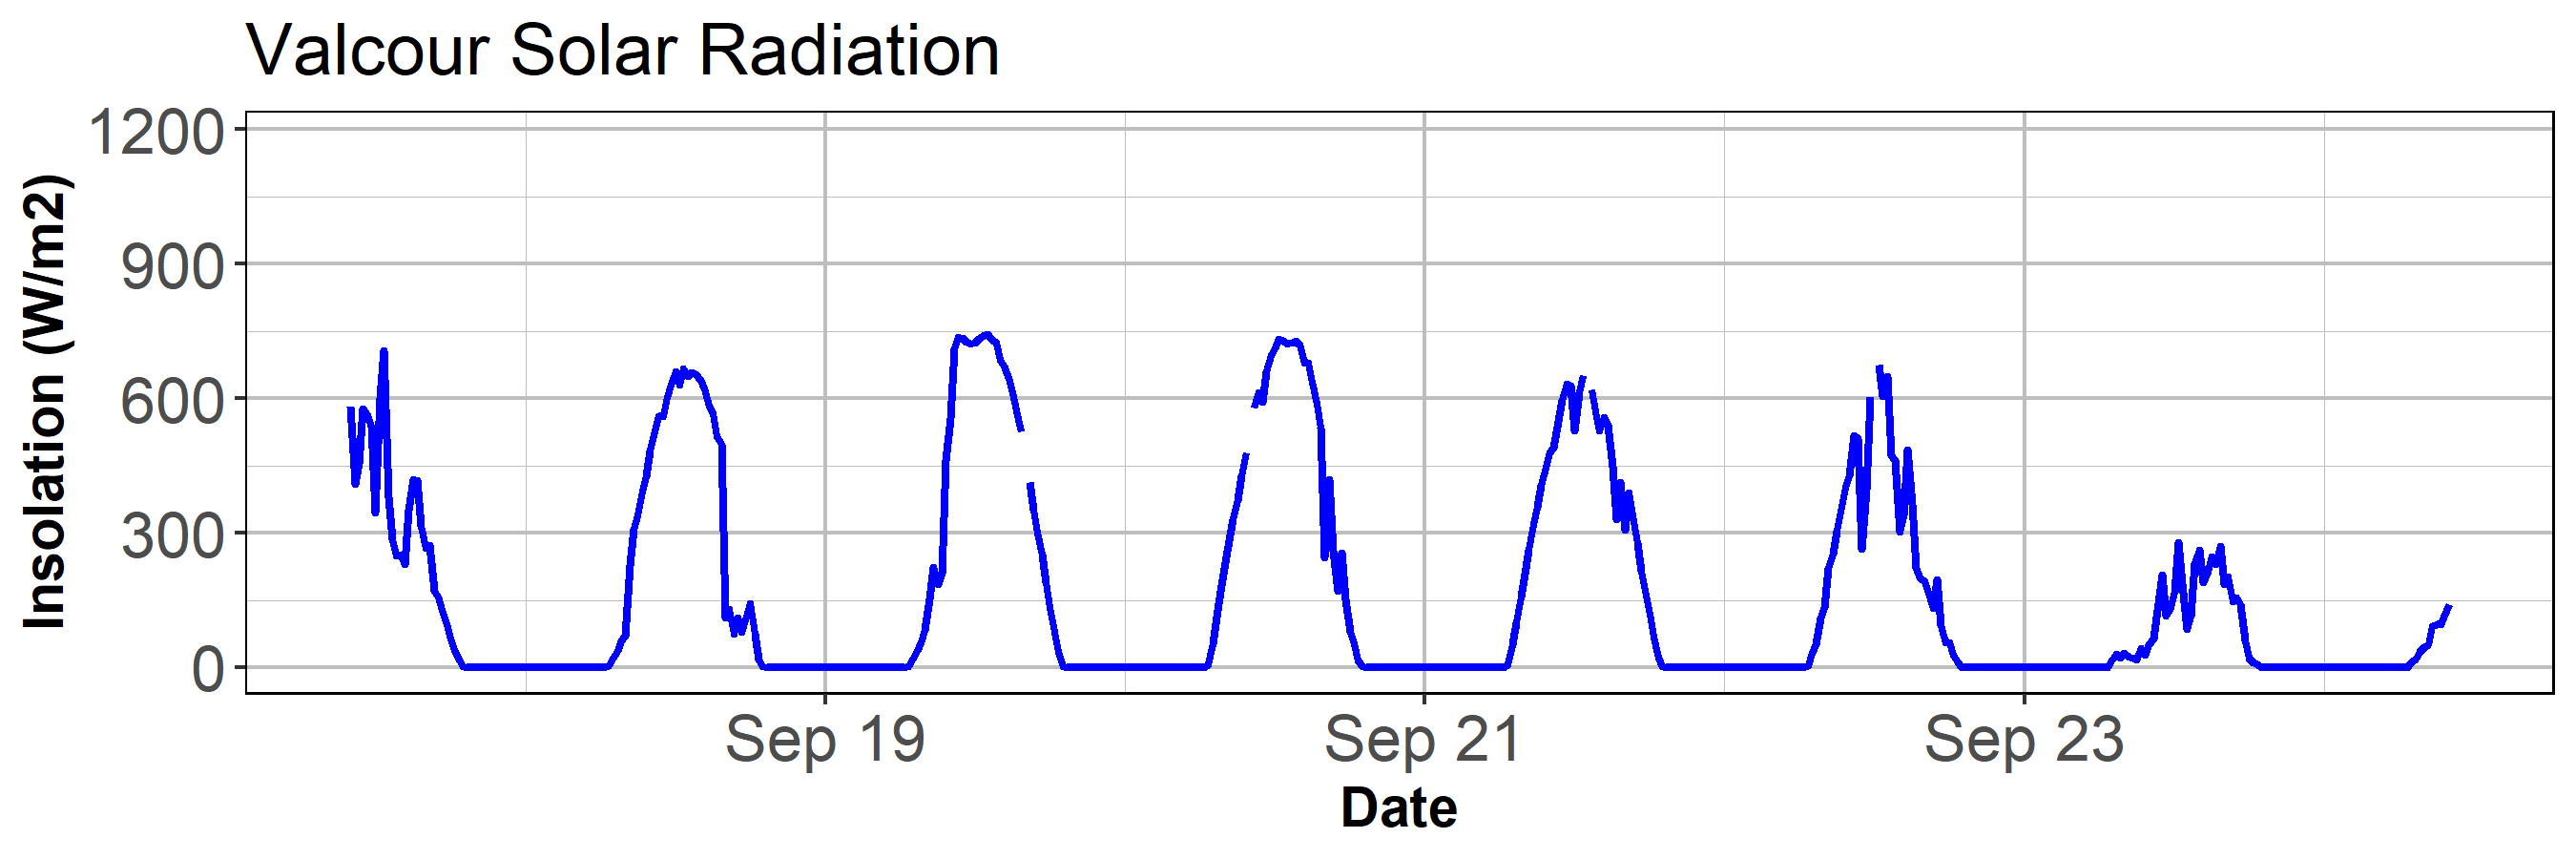 Valcour Solar Radiation
1200
900
600
300
0
Insolation (W/m2)
Sep 19
Sep 21
Sep 23
Date